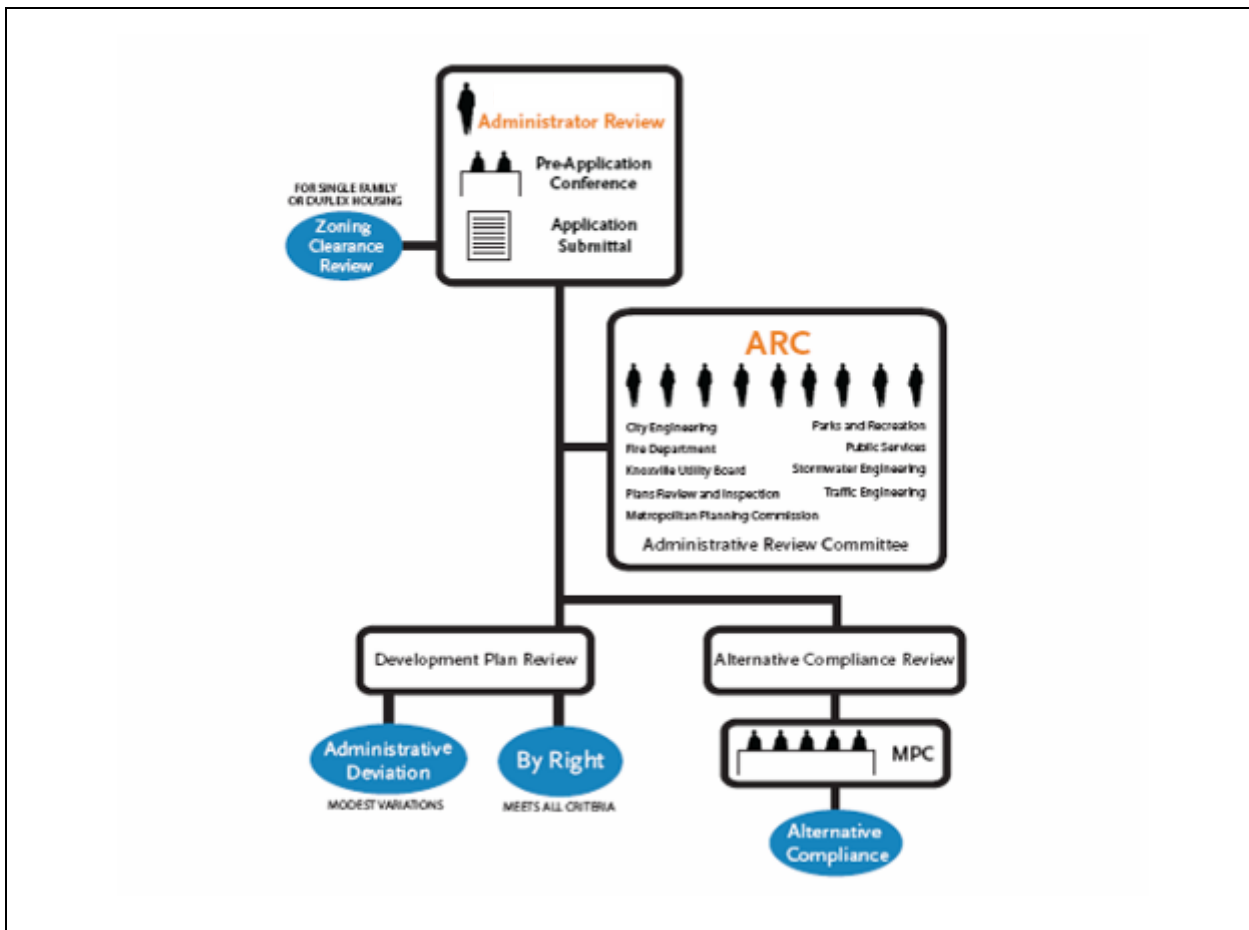 Administrator Review
Pre-Application
Conference
Application
Submittal
FOR SINGLE FAMILY
OR DUPLEX HOUSING
Zoning
Clearance
Review
ARC
City Engineering
Fire Department
Knoxville Utility Board
Plans Review and Inspection
Metropolitan Planning Commission
Parks and Recreation
Public Services
Stormwater Engineering
Traffic Engineering
Administrative Review Committee
Development Plan Review
Administrative
Deviation
MODEST VARIATIONS
By Right
MEETS ALL CRITERIA
Alternative Compliance Review
MPC
Alternative
Compliance